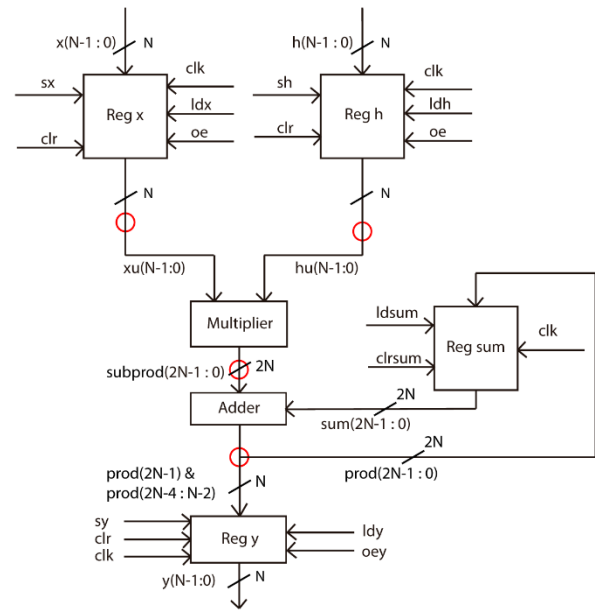 x(N-1 : 0)
N
h(N-1 : 0)
N
sx
clk
Reg x
ldx
clr
oe
sh
clk
Reg h
ldh
clr
oe
N
N
xu(N-1:0)
hu(N-1:0)
Multiplier
ldsum
clk
Reg sum
clrsum
subprod(2N-1 : 0)
2N
Adder
2N
sum(2N-1 : 0)
2N
prod(2N-1 : 0)
prod(2N-1) &
prod(2N-4 : N-2)
N
sy
clr
clk
Reg y
ldy
oey
y(N-1:0)
N